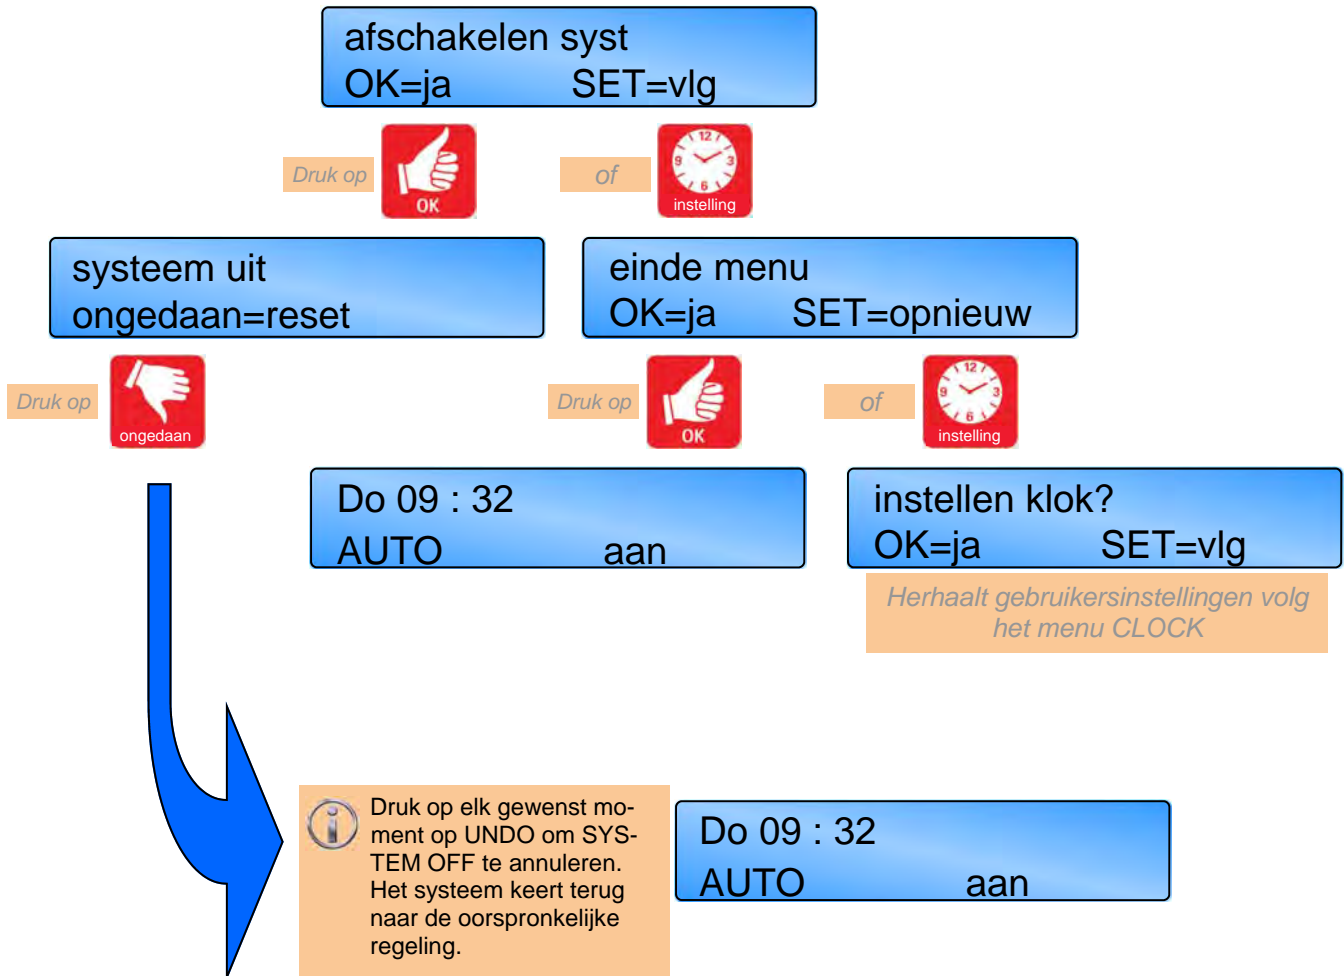 afschakelen syst
OK=ja SET=vlg
Druk op
OK
of
12
9 3
6
instelling
systeem uit
ongedaan=reset
einde menu
OK=ja SET=opnieuw
Druk op
ongedaan
Druk op
OK
of
12
9 3
6
instelling
Do 09 : 32
AUTO aan
instellen klok?
OK=ja SET=vlg
Herhaalt gebruikersinstellingen volg
het menu CLOCK
i
Druk op elk gewenst mo-
ment op UNDO om SYS-
TEM OFF te annuleren.
Het systeem keert terug
naar de oorspronkelijke
regeling.
Do 09 : 32
AUTO aan